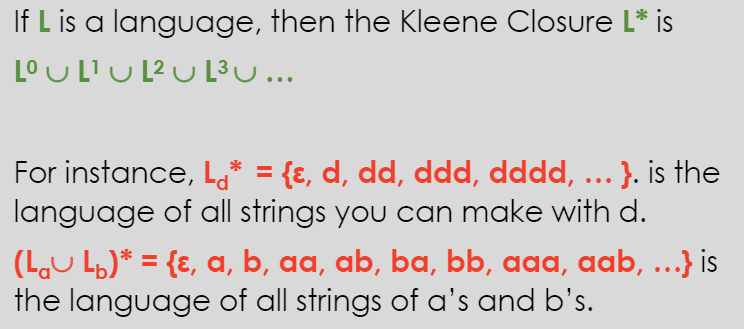 If L is a language, then the Kleene Closure L* is
L⁰ ∪ L¹ ∪ L² ∪ L³ ∪ ...
For instance, L_d* = {ε, d, dd, ddd, dddd, ... }. is the
language of all strings you can make with d.
(Lₐ∪ L_b)* = {ε, a, b, aa, ab, ba, bb, aaa, aab, ...} is
the language of all strings of a’s and b’s.